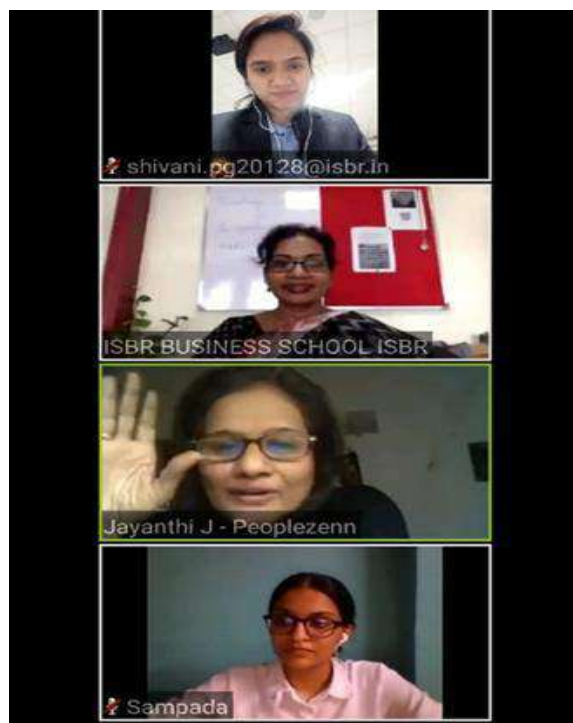 shivani.pg20128@isbr.in
ISBR BUSINESS SCHOOL ISBR
Jayanthi J - Peoplezenn
Sampada